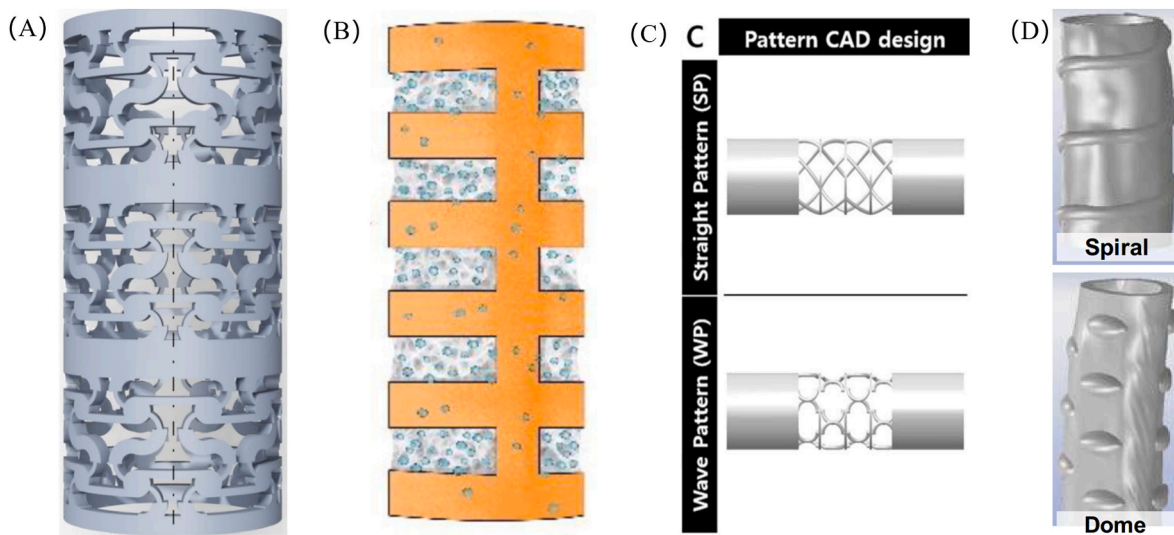 (A)
(B)
(C)
C
Pattern CAD design
Straight Pattern (SP)
Wave Pattern (WP)
(D)
Spiral
Dome